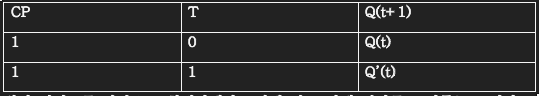 CP T Q(t+1)
1 0 Q(t)
1 1 Q'(t)